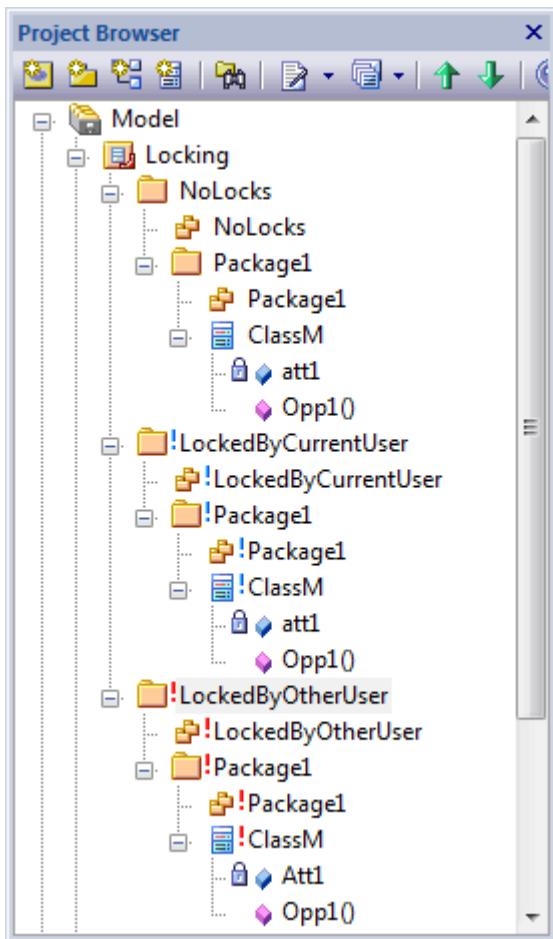 Project Browser
Model
Locking
NoLocks
NoLocks
Package1
Package1
ClassM
att1
Opp1()
!LockedByCurrentUser
!LockedByCurrentUser
!Package1
!Package1
!ClassM
att1
Opp1()
!LockedByOtherUser
!LockedByOtherUser
!Package1
!Package1
!ClassM
Att1
Opp1()